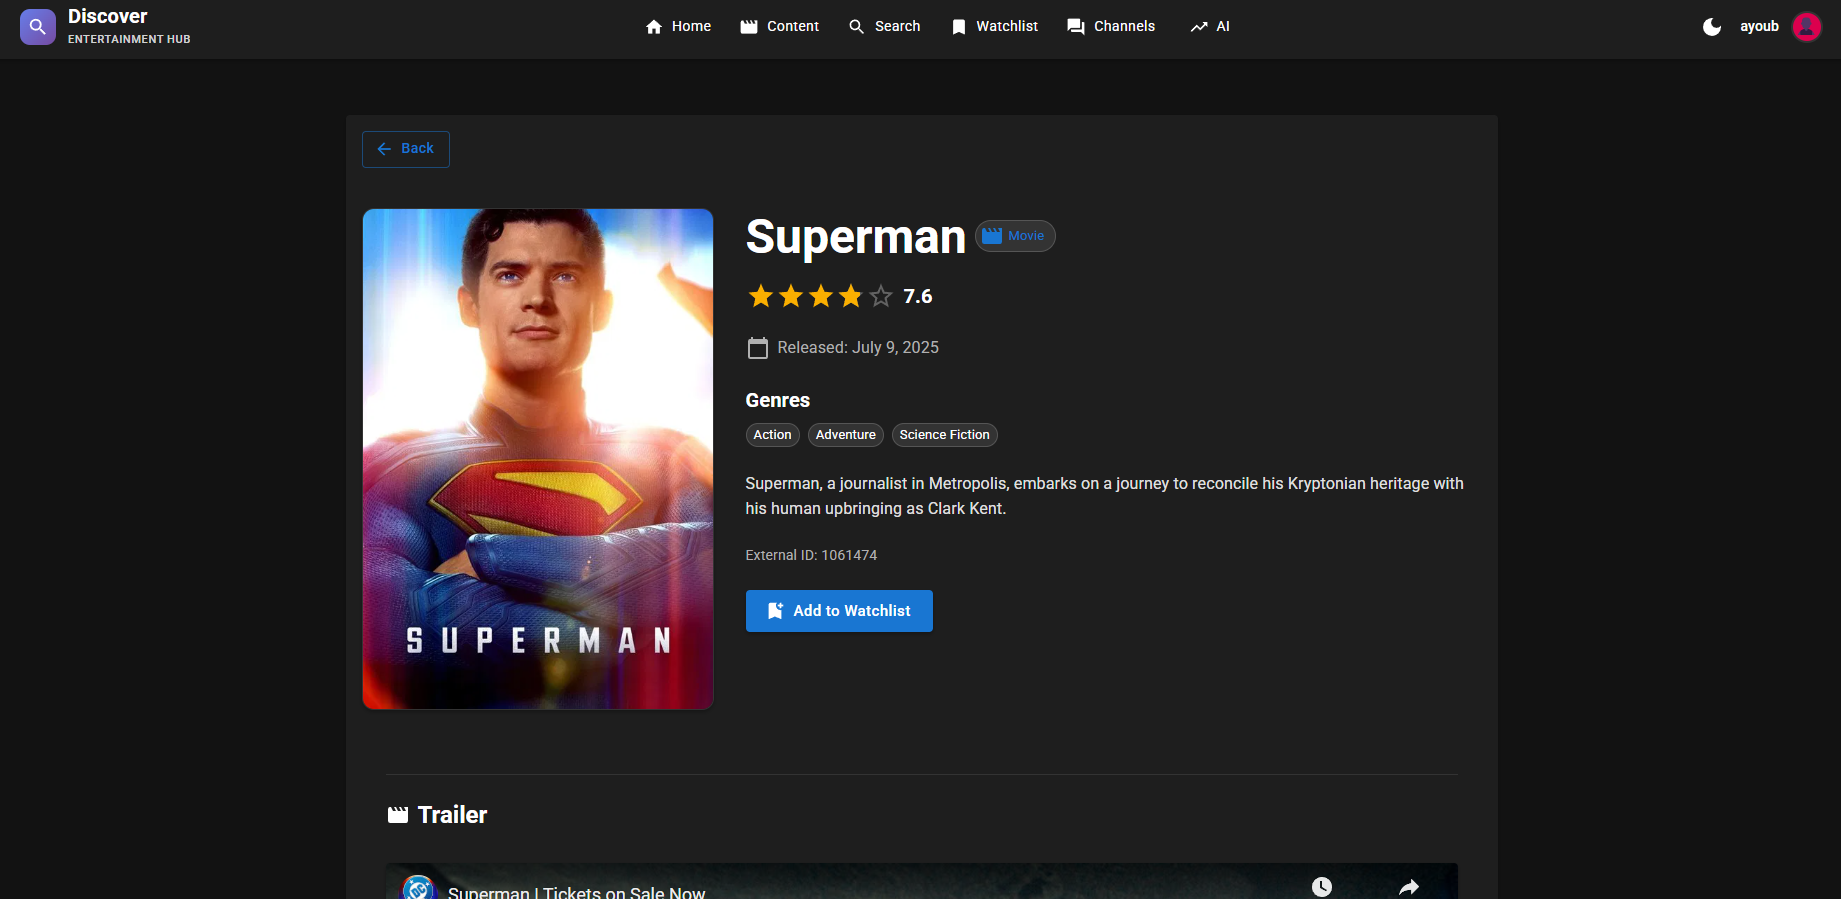 Discover
ENTERTAINMENT HUB
Home
Content
Search
Watchlist
Channels
AI
ayoub
Back
Superman
Movie
7.6
Released: July 9, 2025
Genres
Action
Adventure
Science Fiction
Superman, a journalist in Metropolis, embarks on a journey to reconcile his Kryptonian heritage with
his human upbringing as Clark Kent.
External ID: 1061474
Add to Watchlist
SUPERMAN
Trailer
DC
Superman | Tickets on Sale Now